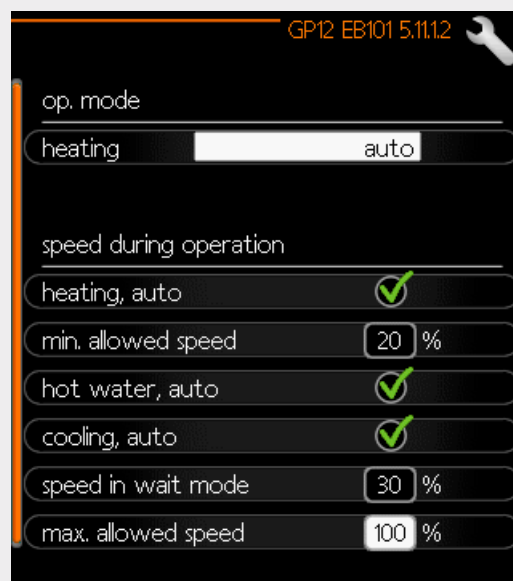 GP12 EB101 5.11.1.2
op. mode
heating auto
speed during operation
heating, auto
min. allowed speed 20 %
hot water, auto
cooling, auto
speed in wait mode 30 %
max. allowed speed 100 %